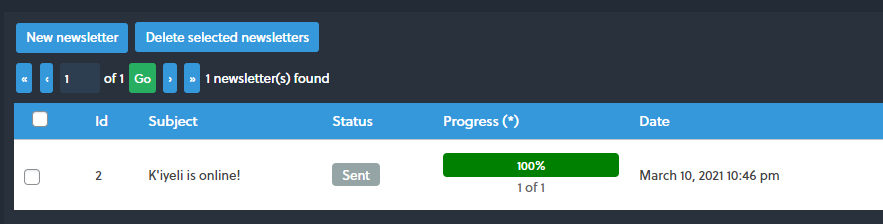 New newsletter Delete selected newsletters
« ‹ 1 of 1 Go › » 1 newsletter(s) found
Id Subject Status Progress (*) Date
2 K'iyeli is online! Sent 100% March 10, 2021 10:46 pm
1 of 1